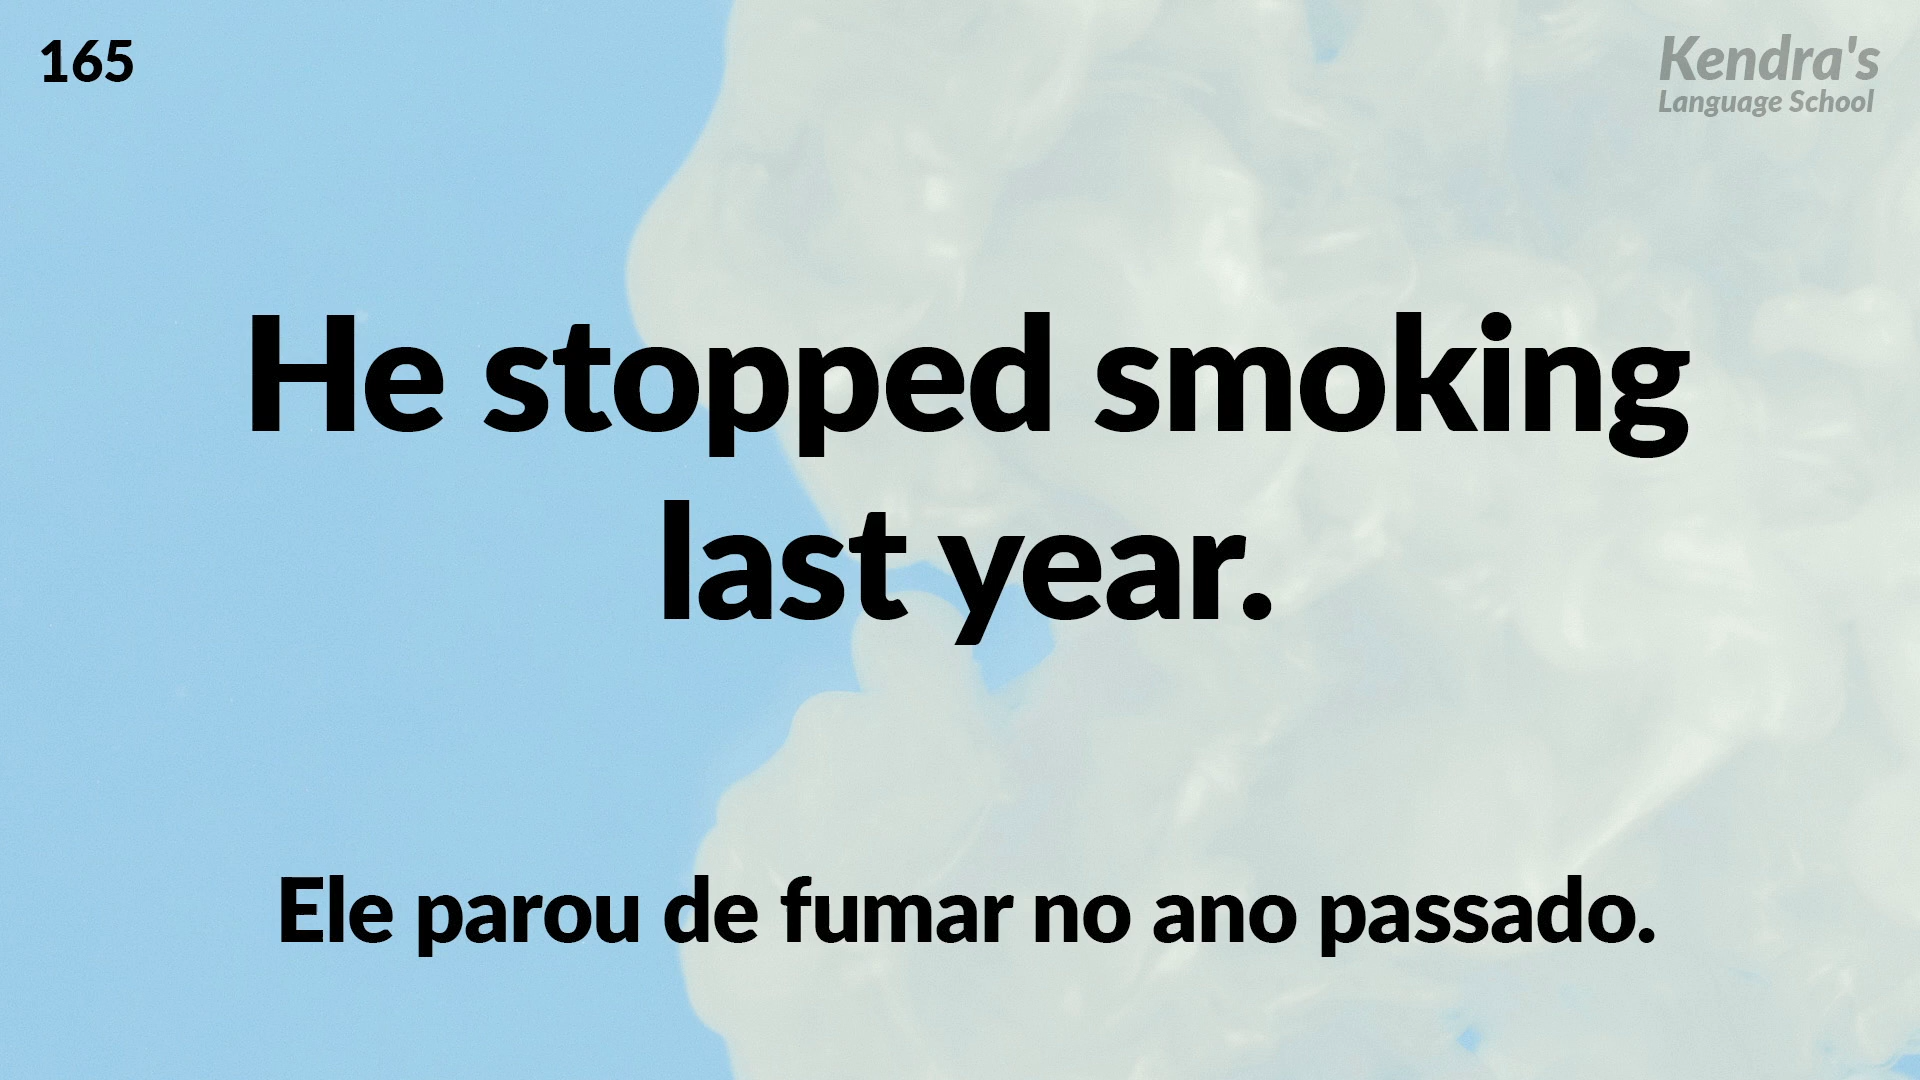 165
Kendra's
Language School
He stopped smoking
last year.
Ele parou de fumar no ano passado.